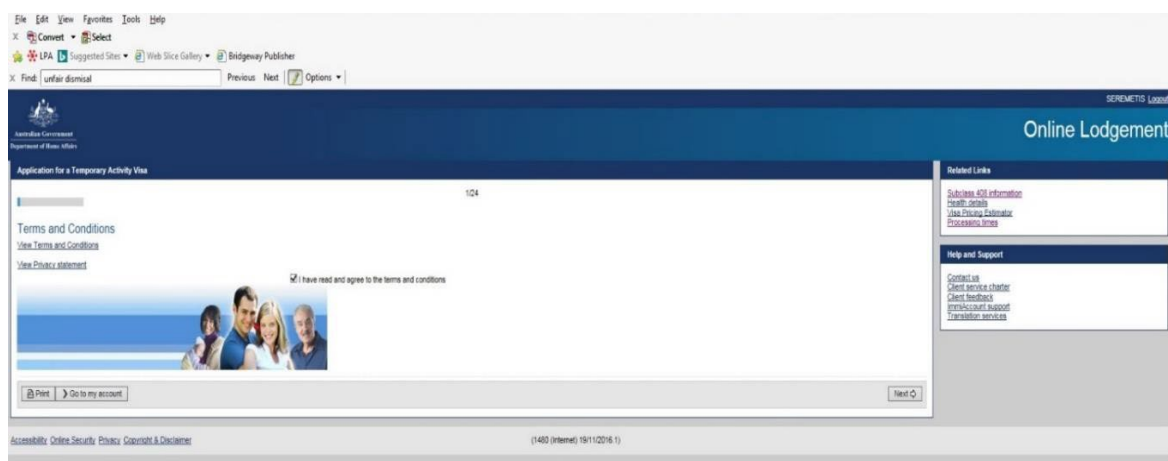 File Edit View Favorites Tools Help
X Convert Select
LPA Suggested Sites Web Slice Gallery Bridgeway Publisher
X Find: unfair dismisal Previous Next Options
SEREMETIS Logout
Australian Government
Department of Home Affairs
Online Lodgement
Application for a Temporary Activity Visa
1/24
Terms and Conditions
View Terms and Conditions
View Privacy statement
I have read and agree to the terms and conditions
Print Go to my account Next
Related Links
Subclass 408 information
Health details
Visa Pricing Estimator
Processing times
Help and Support
Contact us
Client service charter
Client feedback
ImmiAccount support
Translation services
Accessibility Online Security Privacy Copyright & Disclaimer (1480 (Internet) 19/11/2016.1)